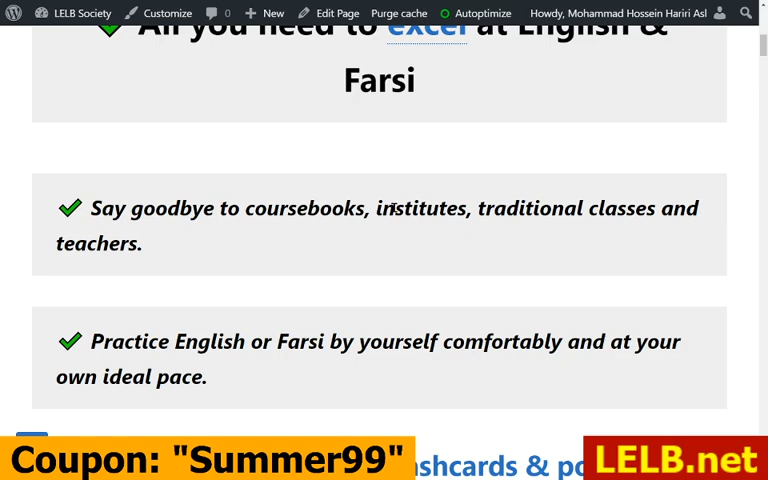 LELB Society Customize 0 New Edit Page Purge cache Autoptimize Howdy, Mohammad Hossein Hariri Asl
All you need to excel at English &
Farsi
Say goodbye to coursebooks, institutes, traditional classes and
teachers.
Practice English or Farsi by yourself comfortably and at your
own ideal pace.
Coupon: "Summer99"
LELB.net